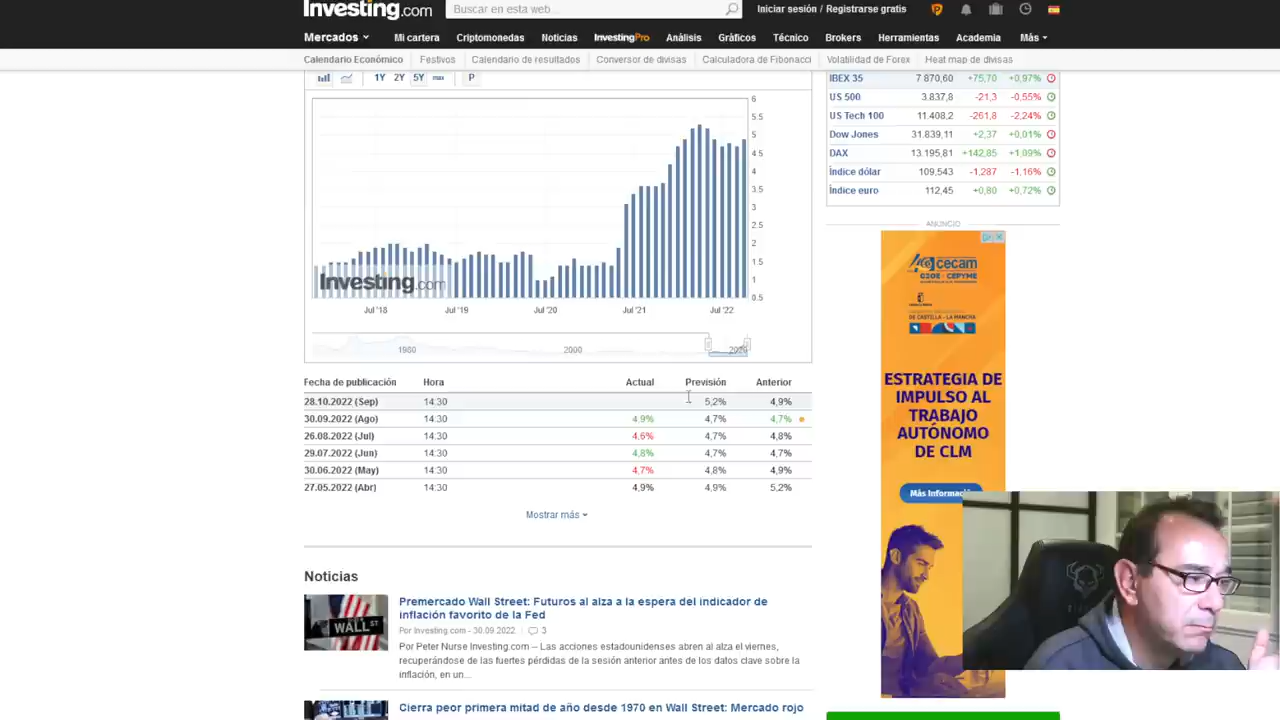 Investing.com
Buscar en esta web...
Iniciar sesión / Registrarse gratis
Mercados
Mi cartera
Criptomonedas
Noticias
InvestingPro
Análisis
Gráficos
Técnico
Brokers
Herramientas
Academia
Más
Calendario Económico
Festivos
Calendario de resultados
Conversor de divisas
Calculadora de Fibonacci
Volatilidad de Forex
Heat map de divisas
1Y 2Y 5Y max P
6
5.5
5
4.5
4
3.5
3
2.5
2
1.5
1
0.5
Investing.com
Jul '18 Jul '19 Jul '20 Jul '21 Jul '22
1980 2000
Fecha de publicación Hora Actual Previsión Anterior
28.10.2022 (Sep) 14:30 5,2% 4,9%
30.09.2022 (Ago) 14:30 4,9% 4,7% 4,7%
26.08.2022 (Jul) 14:30 4,6% 4,7% 4,8%
29.07.2022 (Jun) 14:30 4,8% 4,7% 4,7%
30.06.2022 (May) 14:30 4,7% 4,8% 4,9%
27.05.2022 (Abr) 14:30 4,9% 4,9% 5,2%
Mostrar más
Noticias
Premercado Wall Street: Futuros al alza a la espera del indicador de
inflación favorito de la Fed
Por Investing.com - 30.09.2022 3
Por Peter Nurse Investing.com – Las acciones estadounidenses abren al alza el viernes,
recuperándose de las fuertes pérdidas de la sesión anterior antes de los datos clave sobre la
inflación, en un...
WALL ST
Cierra peor primera mitad de año desde 1970 en Wall Street: Mercado rojo
IBEX 35 7 870,60 +75,70 +0,97%
US 500 3.837,8 -21,3 -0,55%
US Tech 100 11.408,2 -261,8 -2,24%
Dow Jones 31.839,11 +2,37 +0,01%
DAX 13.195,81 +142,85 +1,09%
Índice dólar 109,543 -1,287 -1,16%
Índice euro 112,45 +0,80 +0,72%
ANUNCIO
cecam
CEOE - CEPYME
DE CASTILLA - LA MANCHA
ESTRATEGIA DE
IMPULSO AL
TRABAJO
AUTÓNOMO
DE CLM
Más Informac